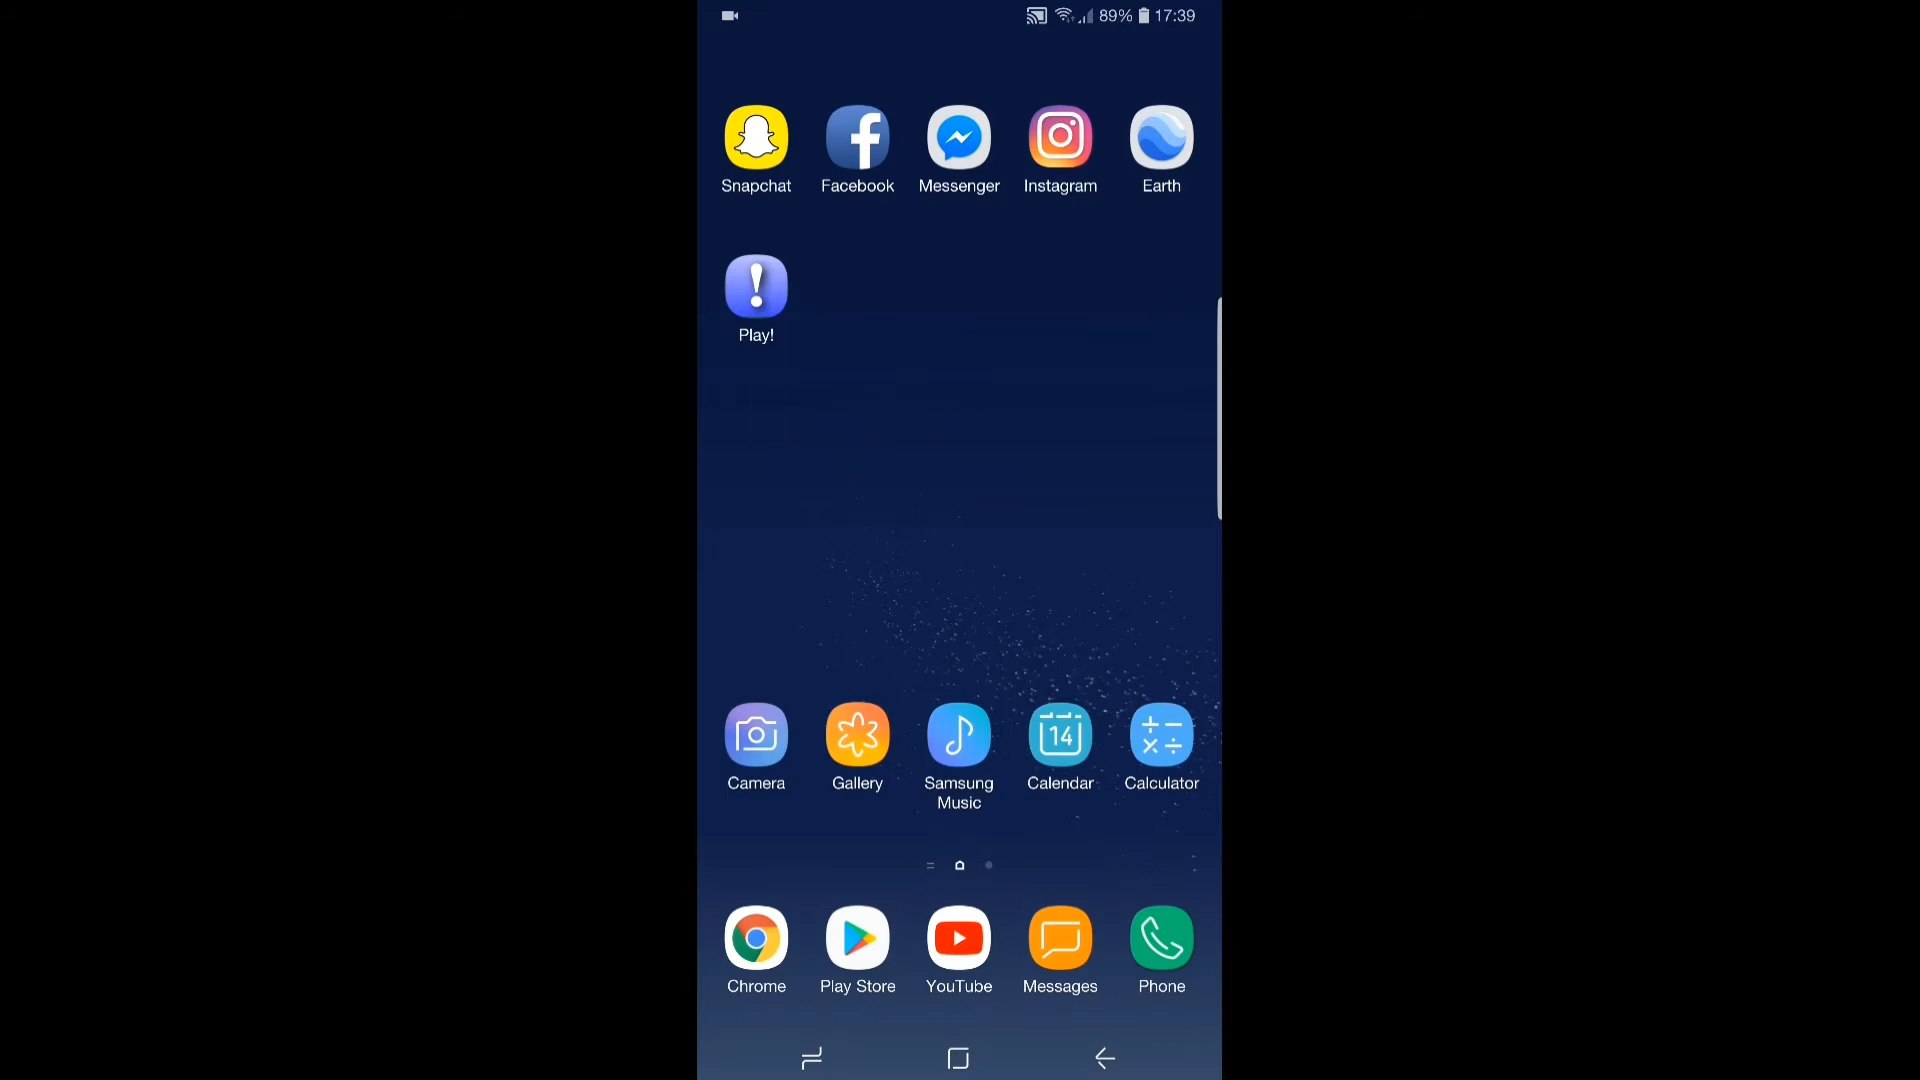 89% 17:39
Snapchat Facebook Messenger Instagram Earth
Play!
14
Camera Gallery Samsung Music Calendar Calculator
Chrome Play Store YouTube Messages Phone